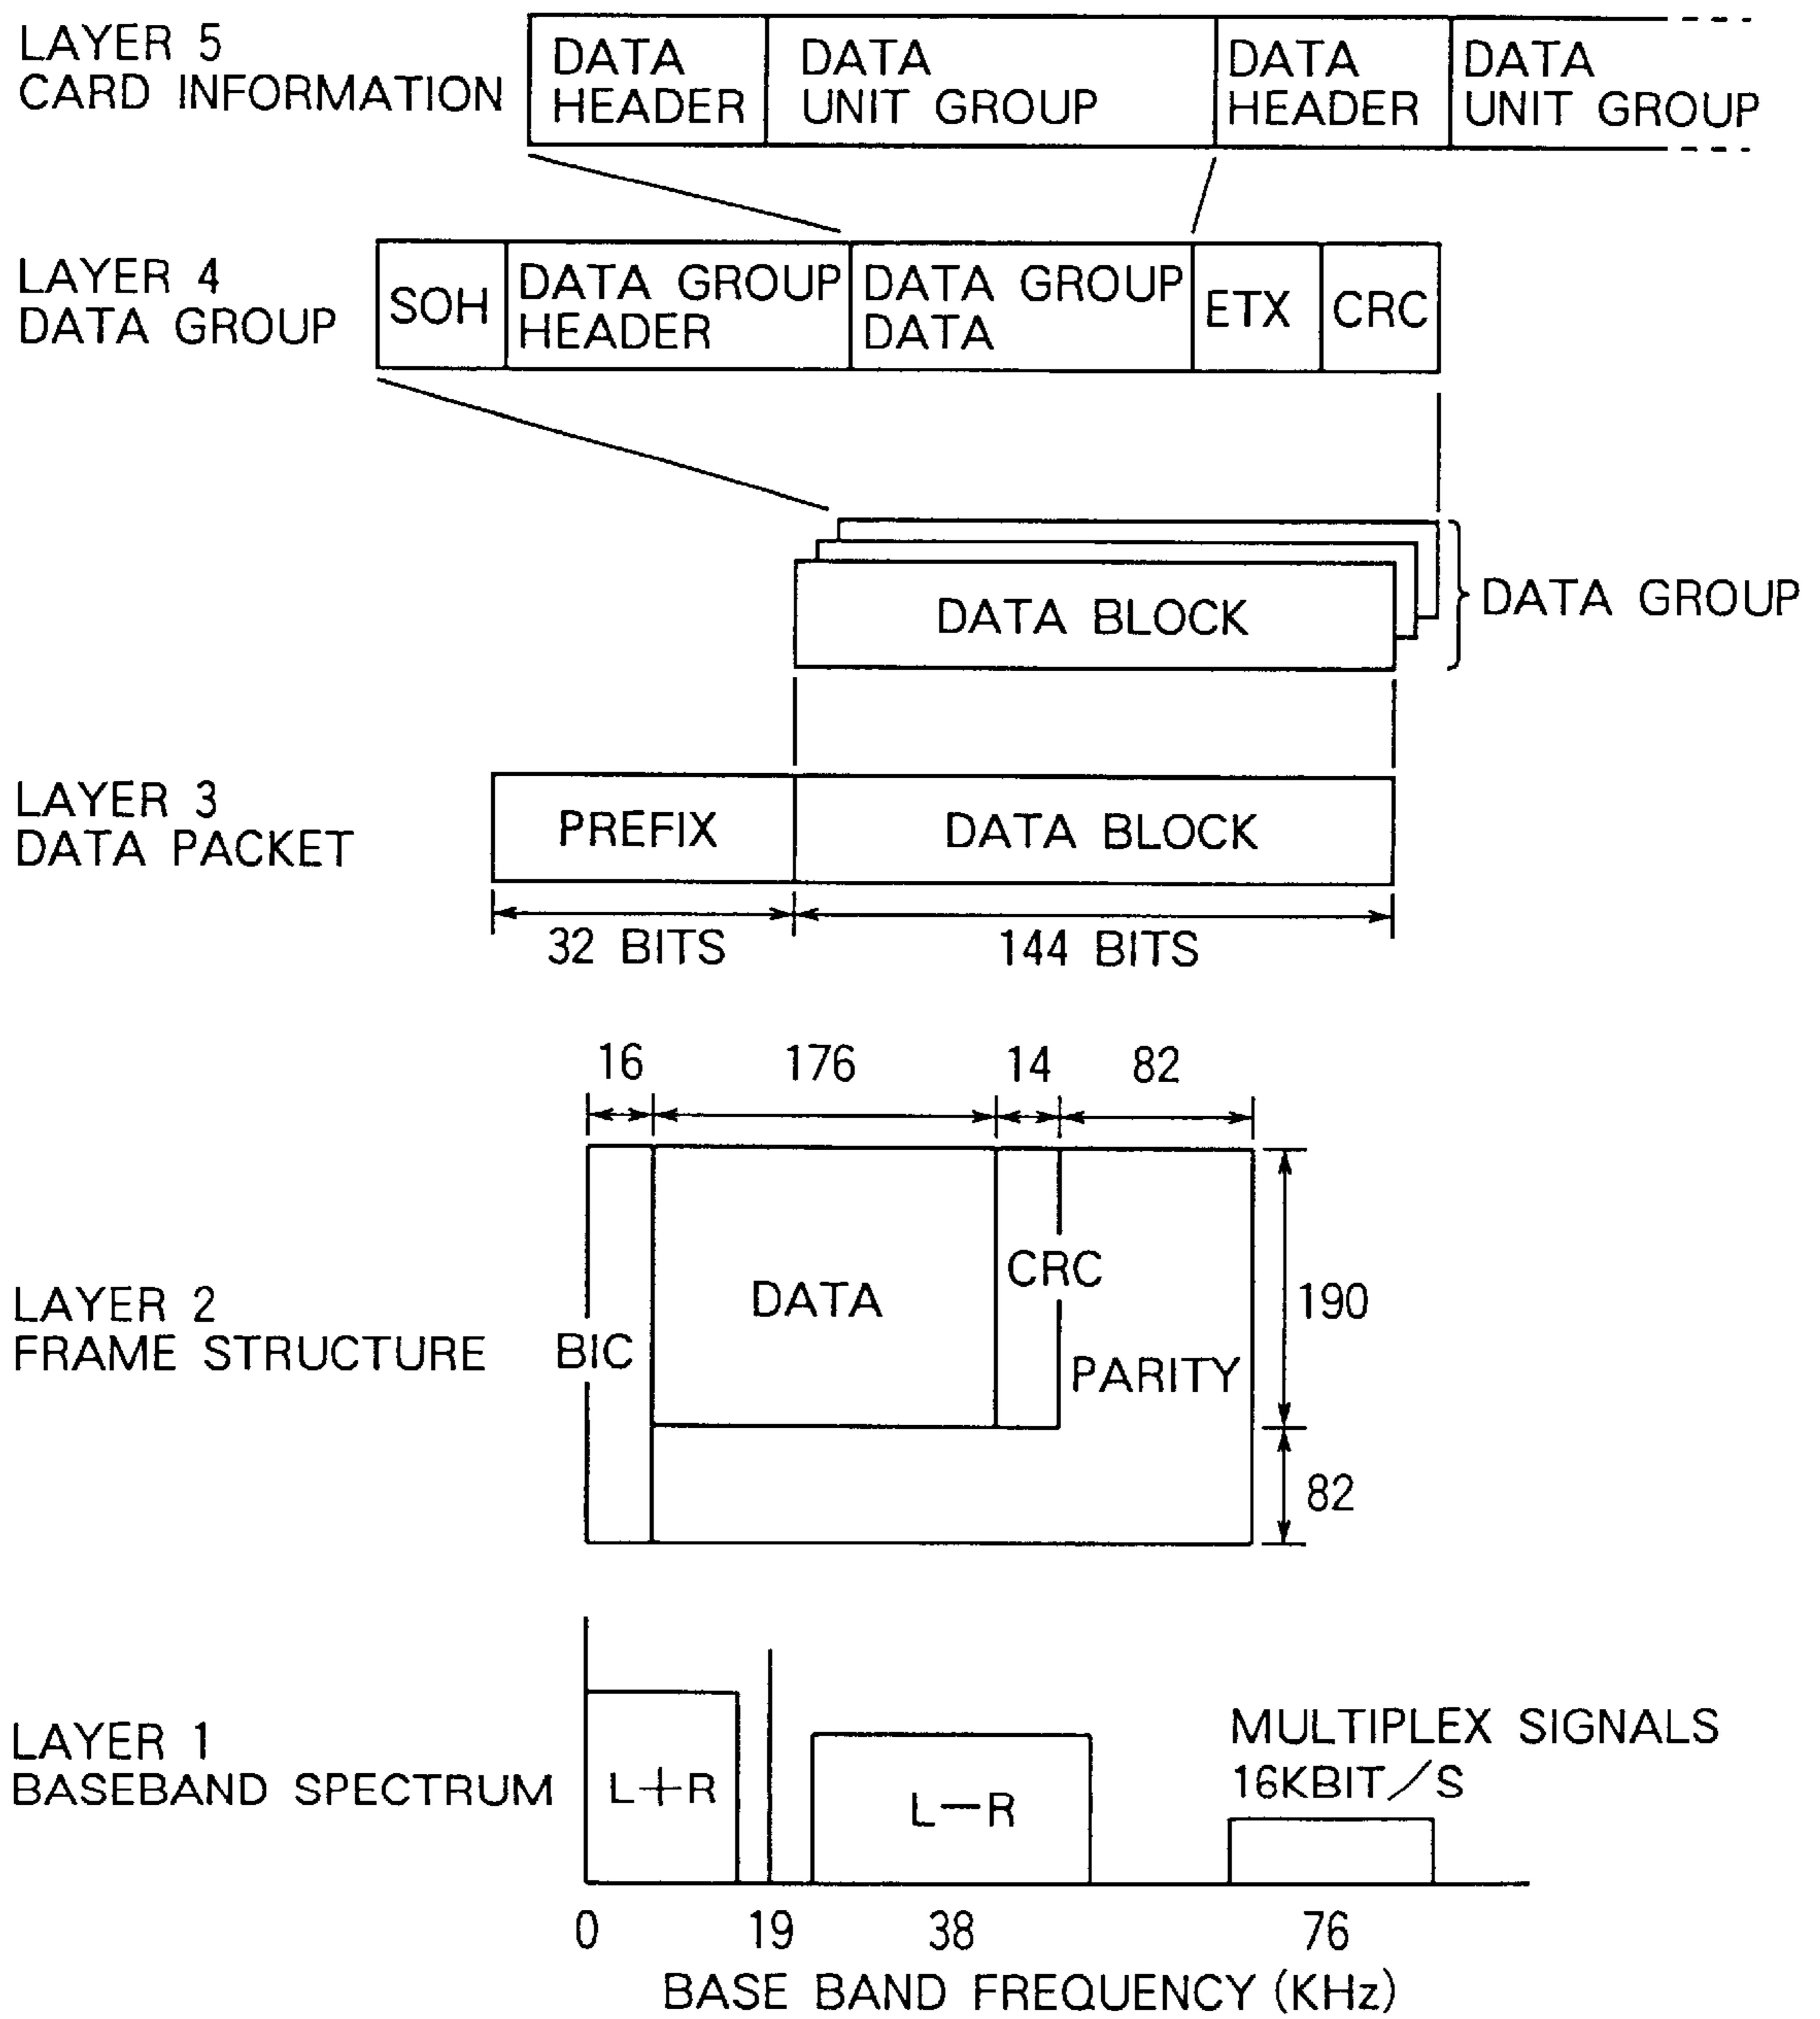 LAYER 5
CARD INFORMATION
DATA
HEADER
DATA
UNIT GROUP
DATA
HEADER
DATA
UNIT GROUP
LAYER 4
DATA GROUP
SOH
DATA GROUP
HEADER
DATA GROUP
DATA
ETX
CRC
DATA BLOCK
DATA GROUP
LAYER 3
DATA PACKET
PREFIX
DATA BLOCK
32 BITS
144 BITS
16
176
14
82
LAYER 2
FRAME STRUCTURE
BIC
DATA
CRC
PARITY
190
82
LAYER 1
BASEBAND SPECTRUM
L+R
L-R
MULTIPLEX SIGNALS
16KBIT/S
0
19
38
76
BASE BAND FREQUENCY (KHz)